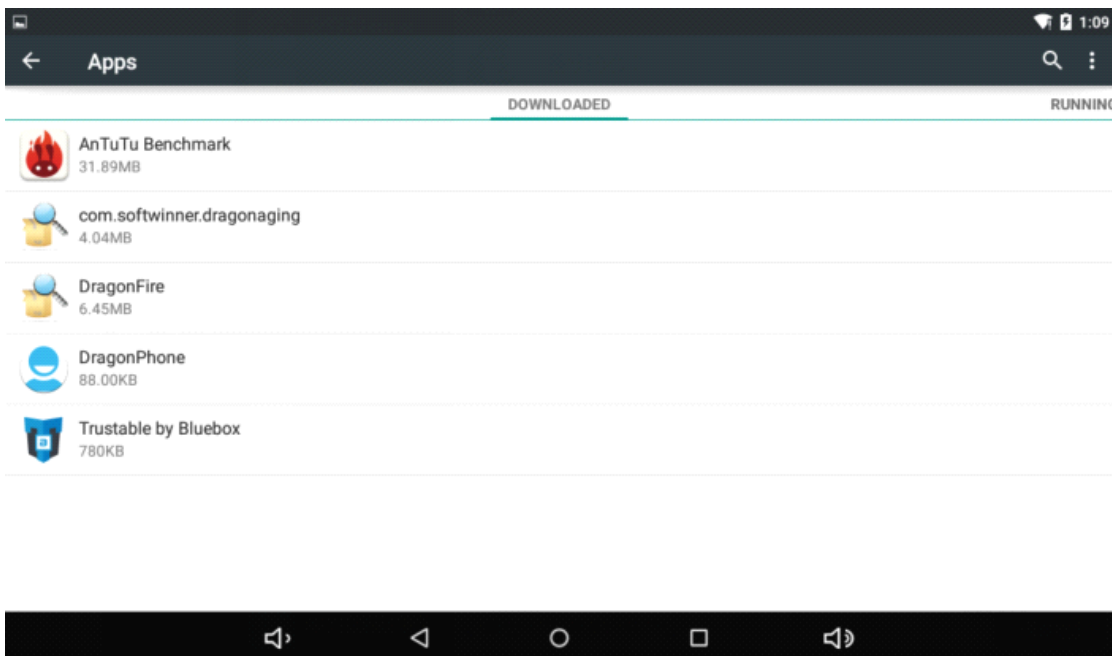 1:09
Apps
DOWNLOADED
RUNNING
AnTuTu Benchmark
31.89MB
com.softwinner.dragonaging
4.04MB
DragonFire
6.45MB
DragonPhone
88.00KB
Trustable by Bluebox
780KB